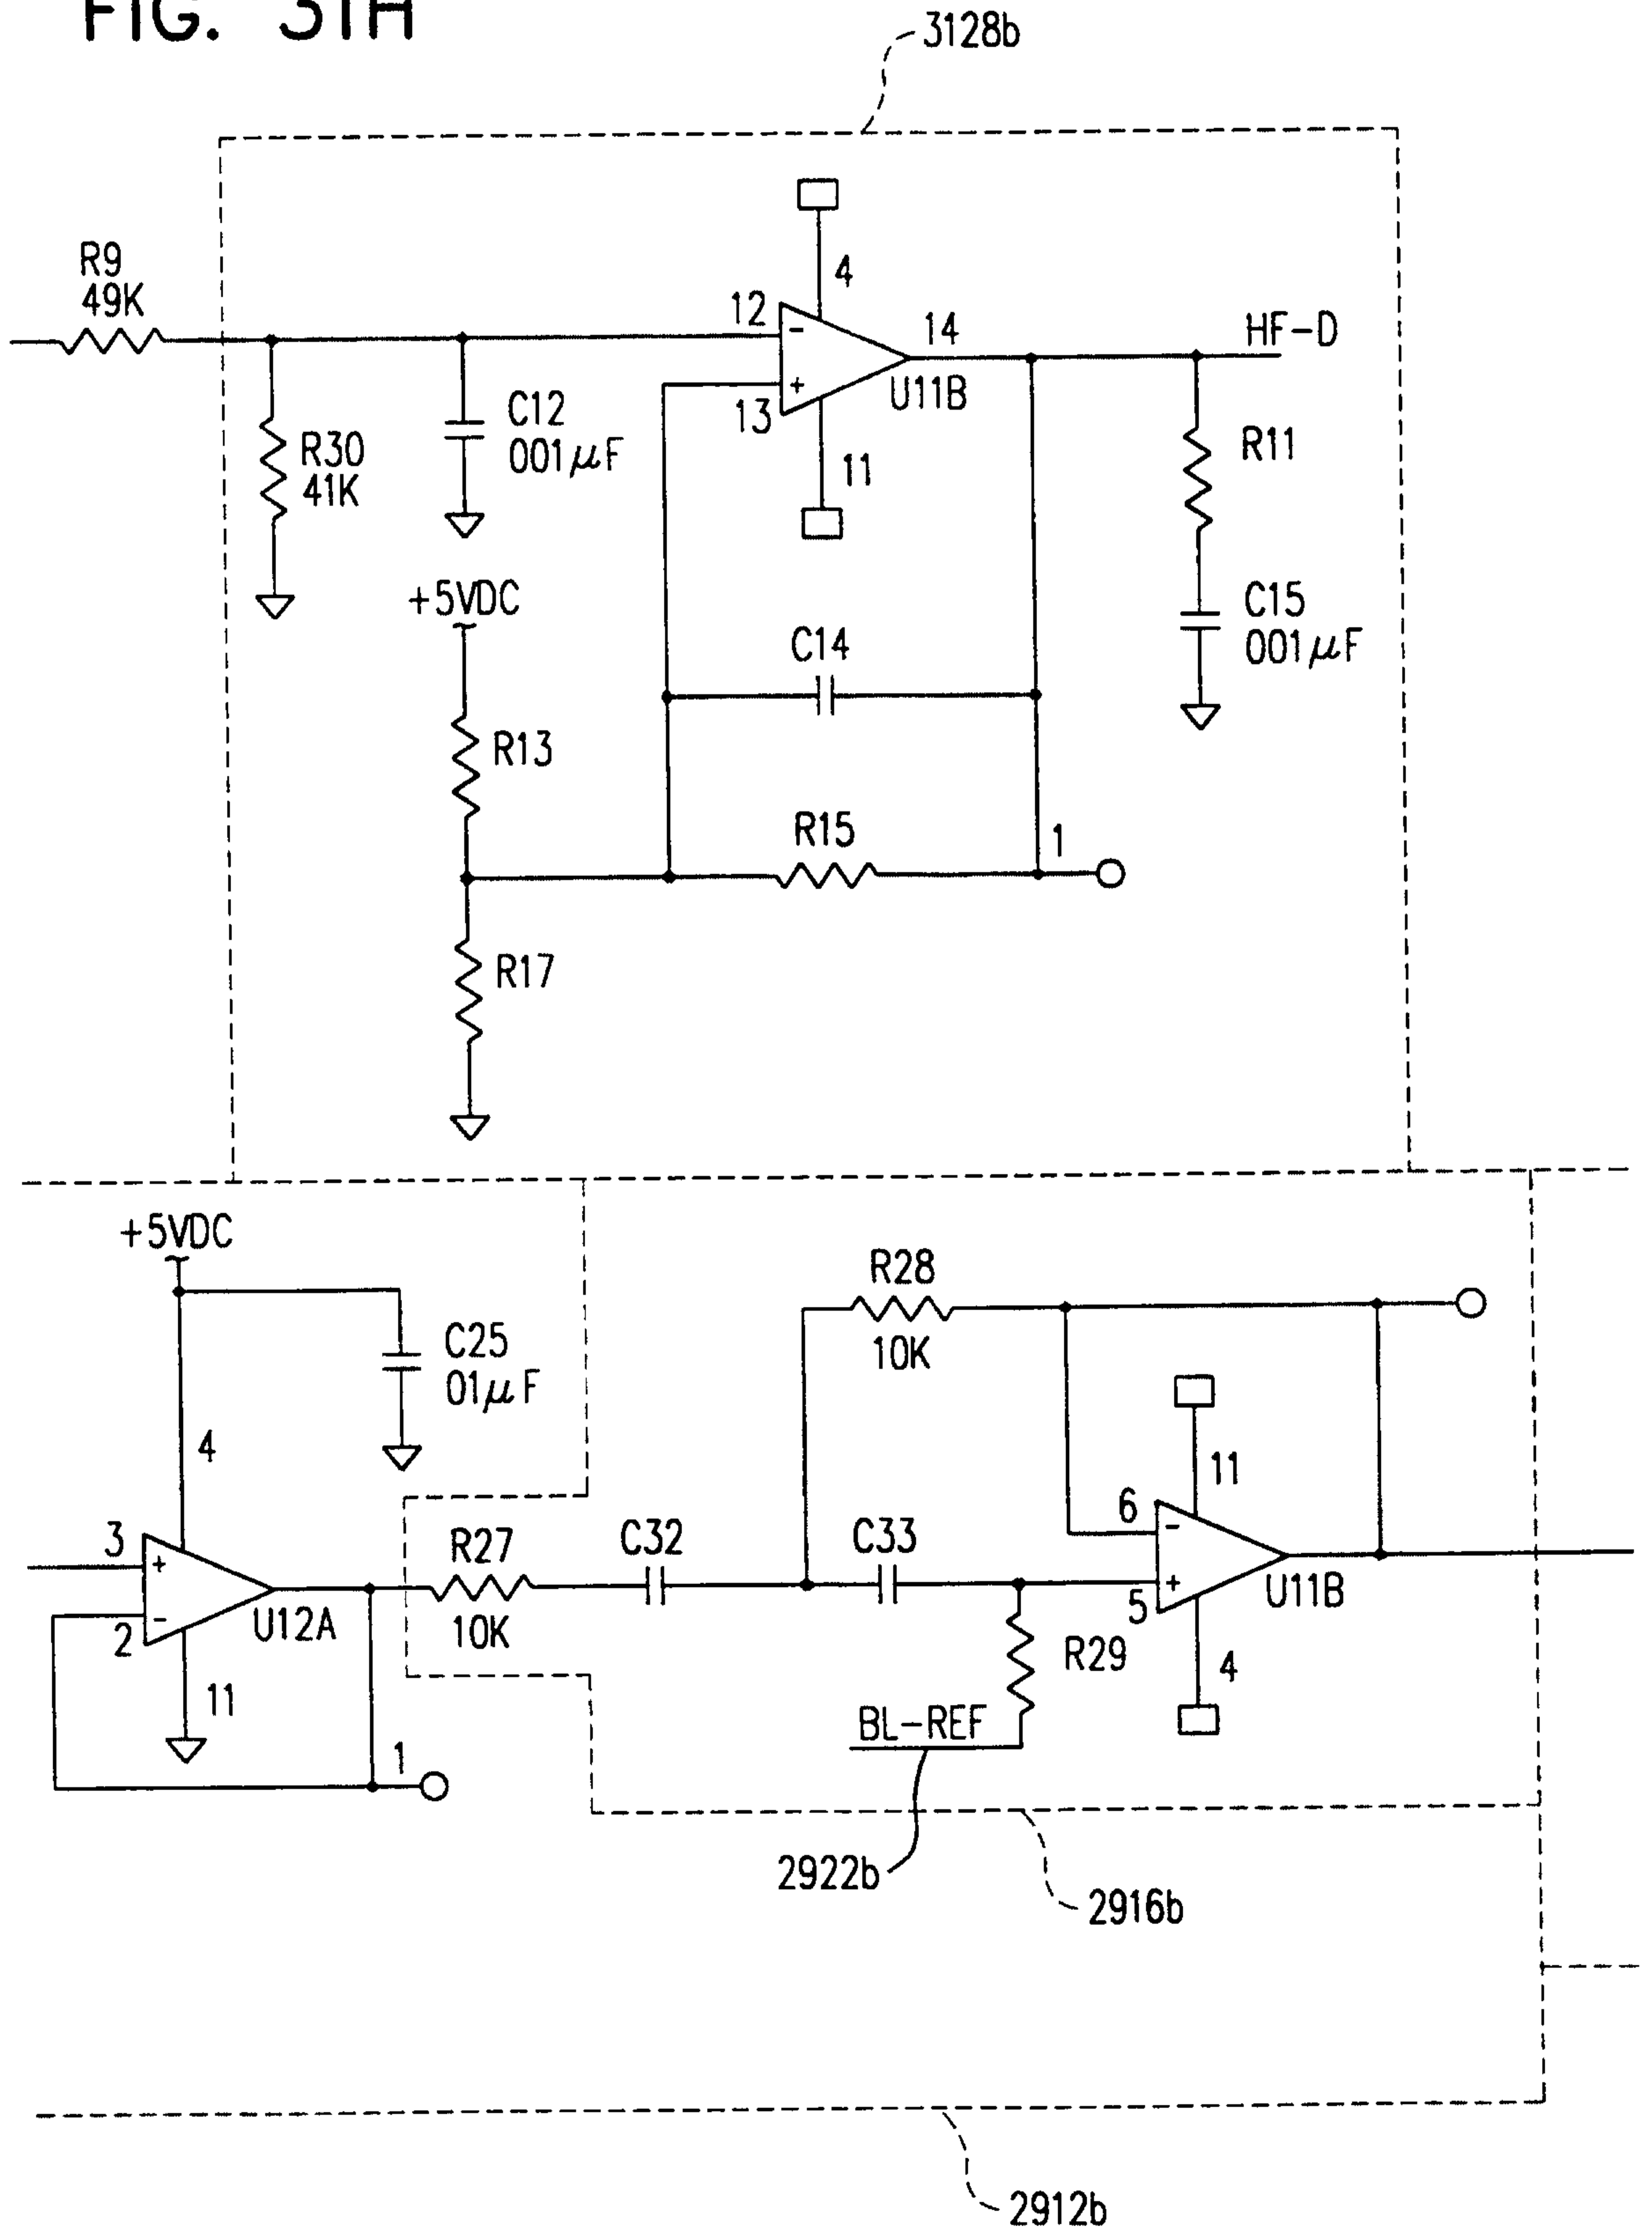 FIG. 31H
3128b
R9
49K
4
12
-
14
HF-D
+
13
U11B
C12
001μF
R30
41K
11
R11
+5VDC
C15
001μF
C14
R13
R15
1
R17
+5VDC
R28
10K
C25
01μF
4
11
6
-
3
+
R27
10K
C32
C33
+
5
U11B
-
2
U12A
R29
4
11
BL-REF
1
2922b
2916b
2912b